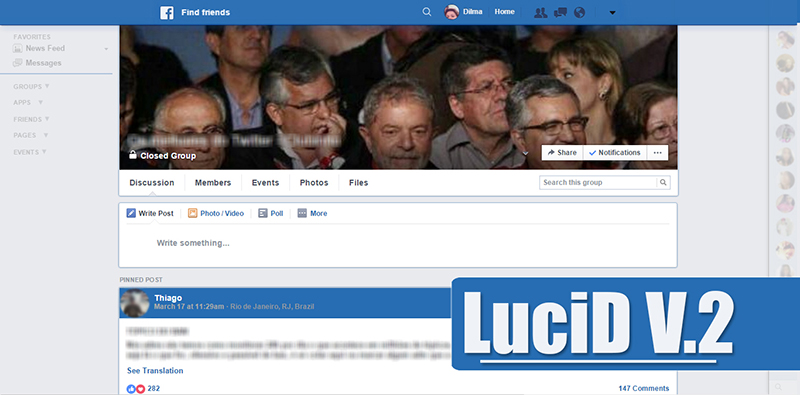 Find friends
Dilma Home
FAVORITES
News Feed
Messages
GROUPS
APPS
FRIENDS
PAGES
EVENTS
Closed Group
Share Notifications
Discussion Members Events Photos Files
Search this group
Write Post Photo / Video Poll More
Write something...
PINNED POST
Thiago
March 17 at 11:29am · Rio de Janeiro, RJ, Brazil
See Translation
282 147 Comments
LuciD V.2